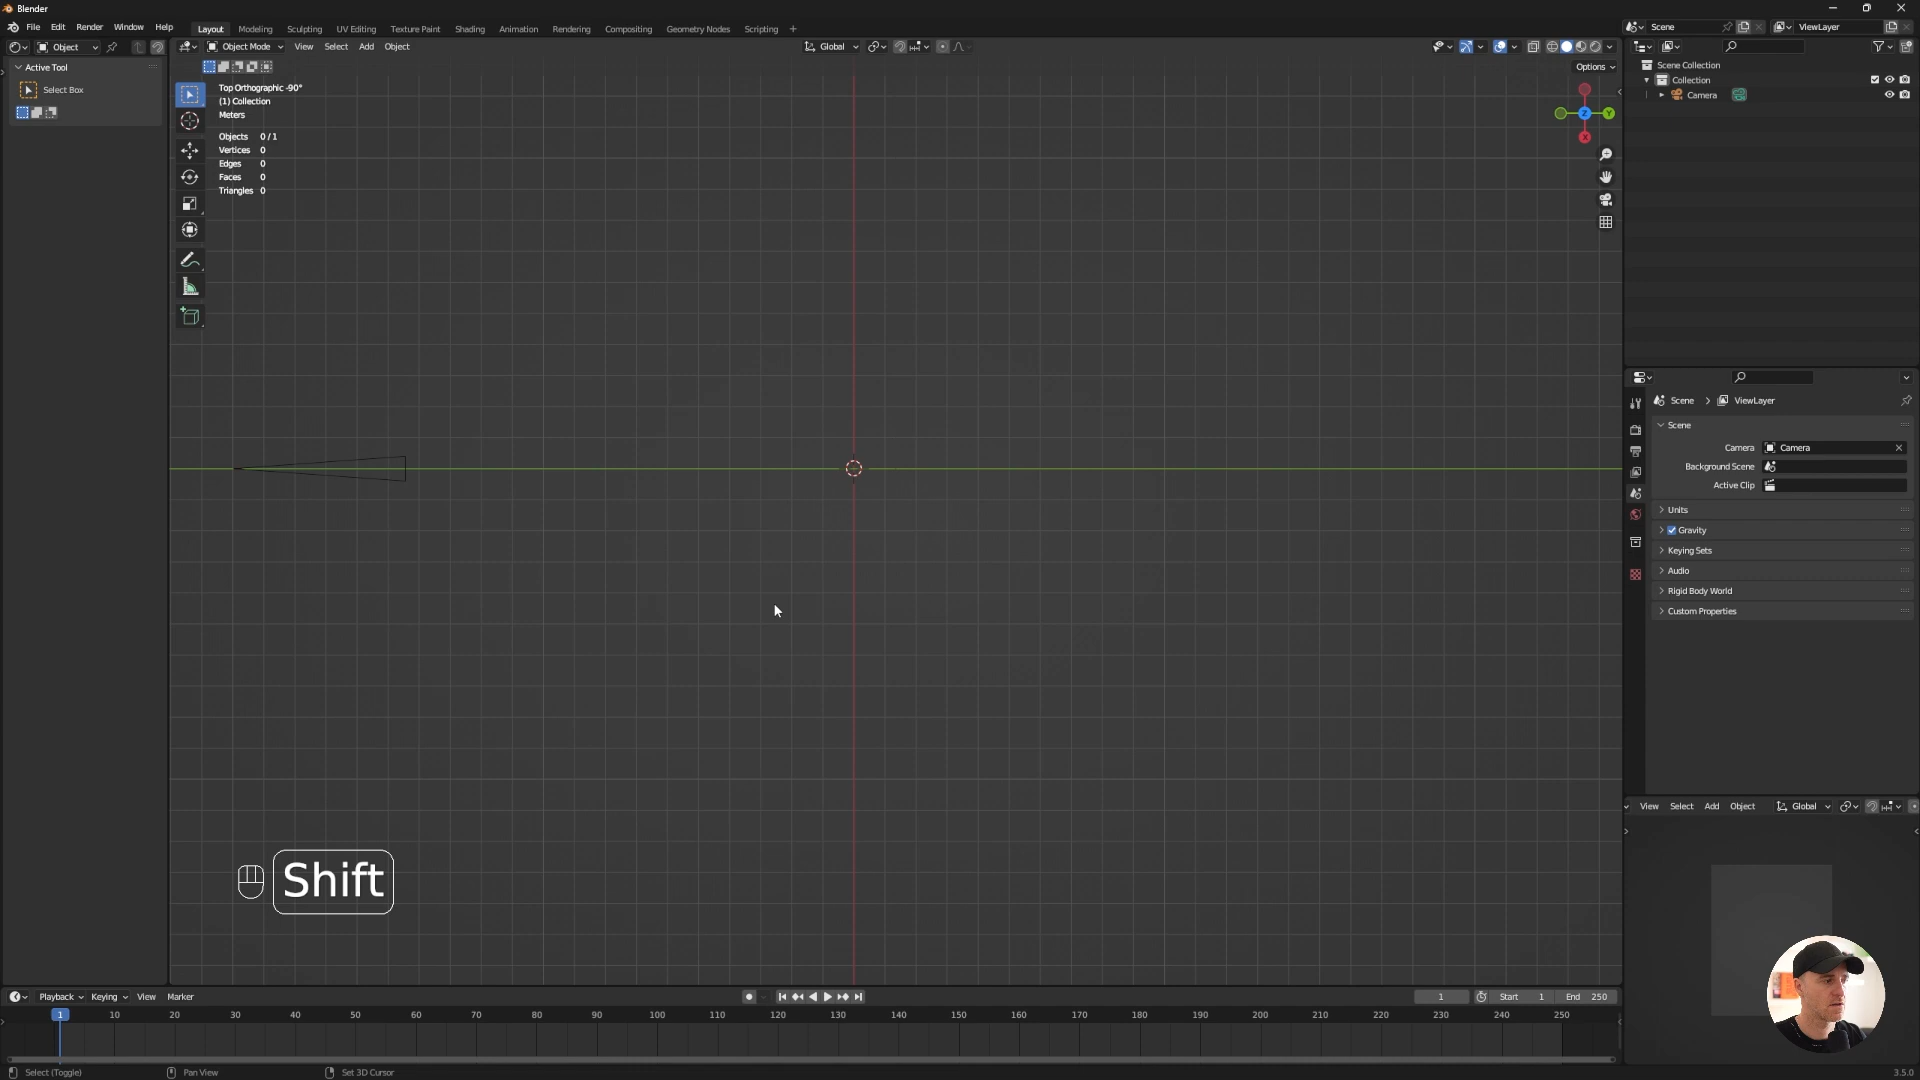 Blender
File Edit Render Window Help
Layout Modeling Sculpting UV Editing Texture Paint Shading Animation Rendering Compositing Geometry Nodes Scripting +
Scene
ViewLayer
Object
Object Mode View Select Add Object
Global
Options
Active Tool
Select Box
Top Orthographic -90°
(1) Collection
Meters
Objects 0 / 1
Vertices 0
Edges 0
Faces 0
Triangles 0
Y
Z
X
Scene Collection
Collection
Camera
Scene > ViewLayer
Scene
Camera Camera
Background Scene
Active Clip
Units
Gravity
Keying Sets
Audio
Rigid Body World
Custom Properties
View Select Add Object Global
Shift
Playback Keying View Marker
1 Start 1 End 250
1 10 20 30 40 50 60 70 80 90 100 110 120 130 140 150 160 170 180 190 200 210 220 230 240 250
Select (Toggle) Pan View Set 3D Cursor
3.5.0